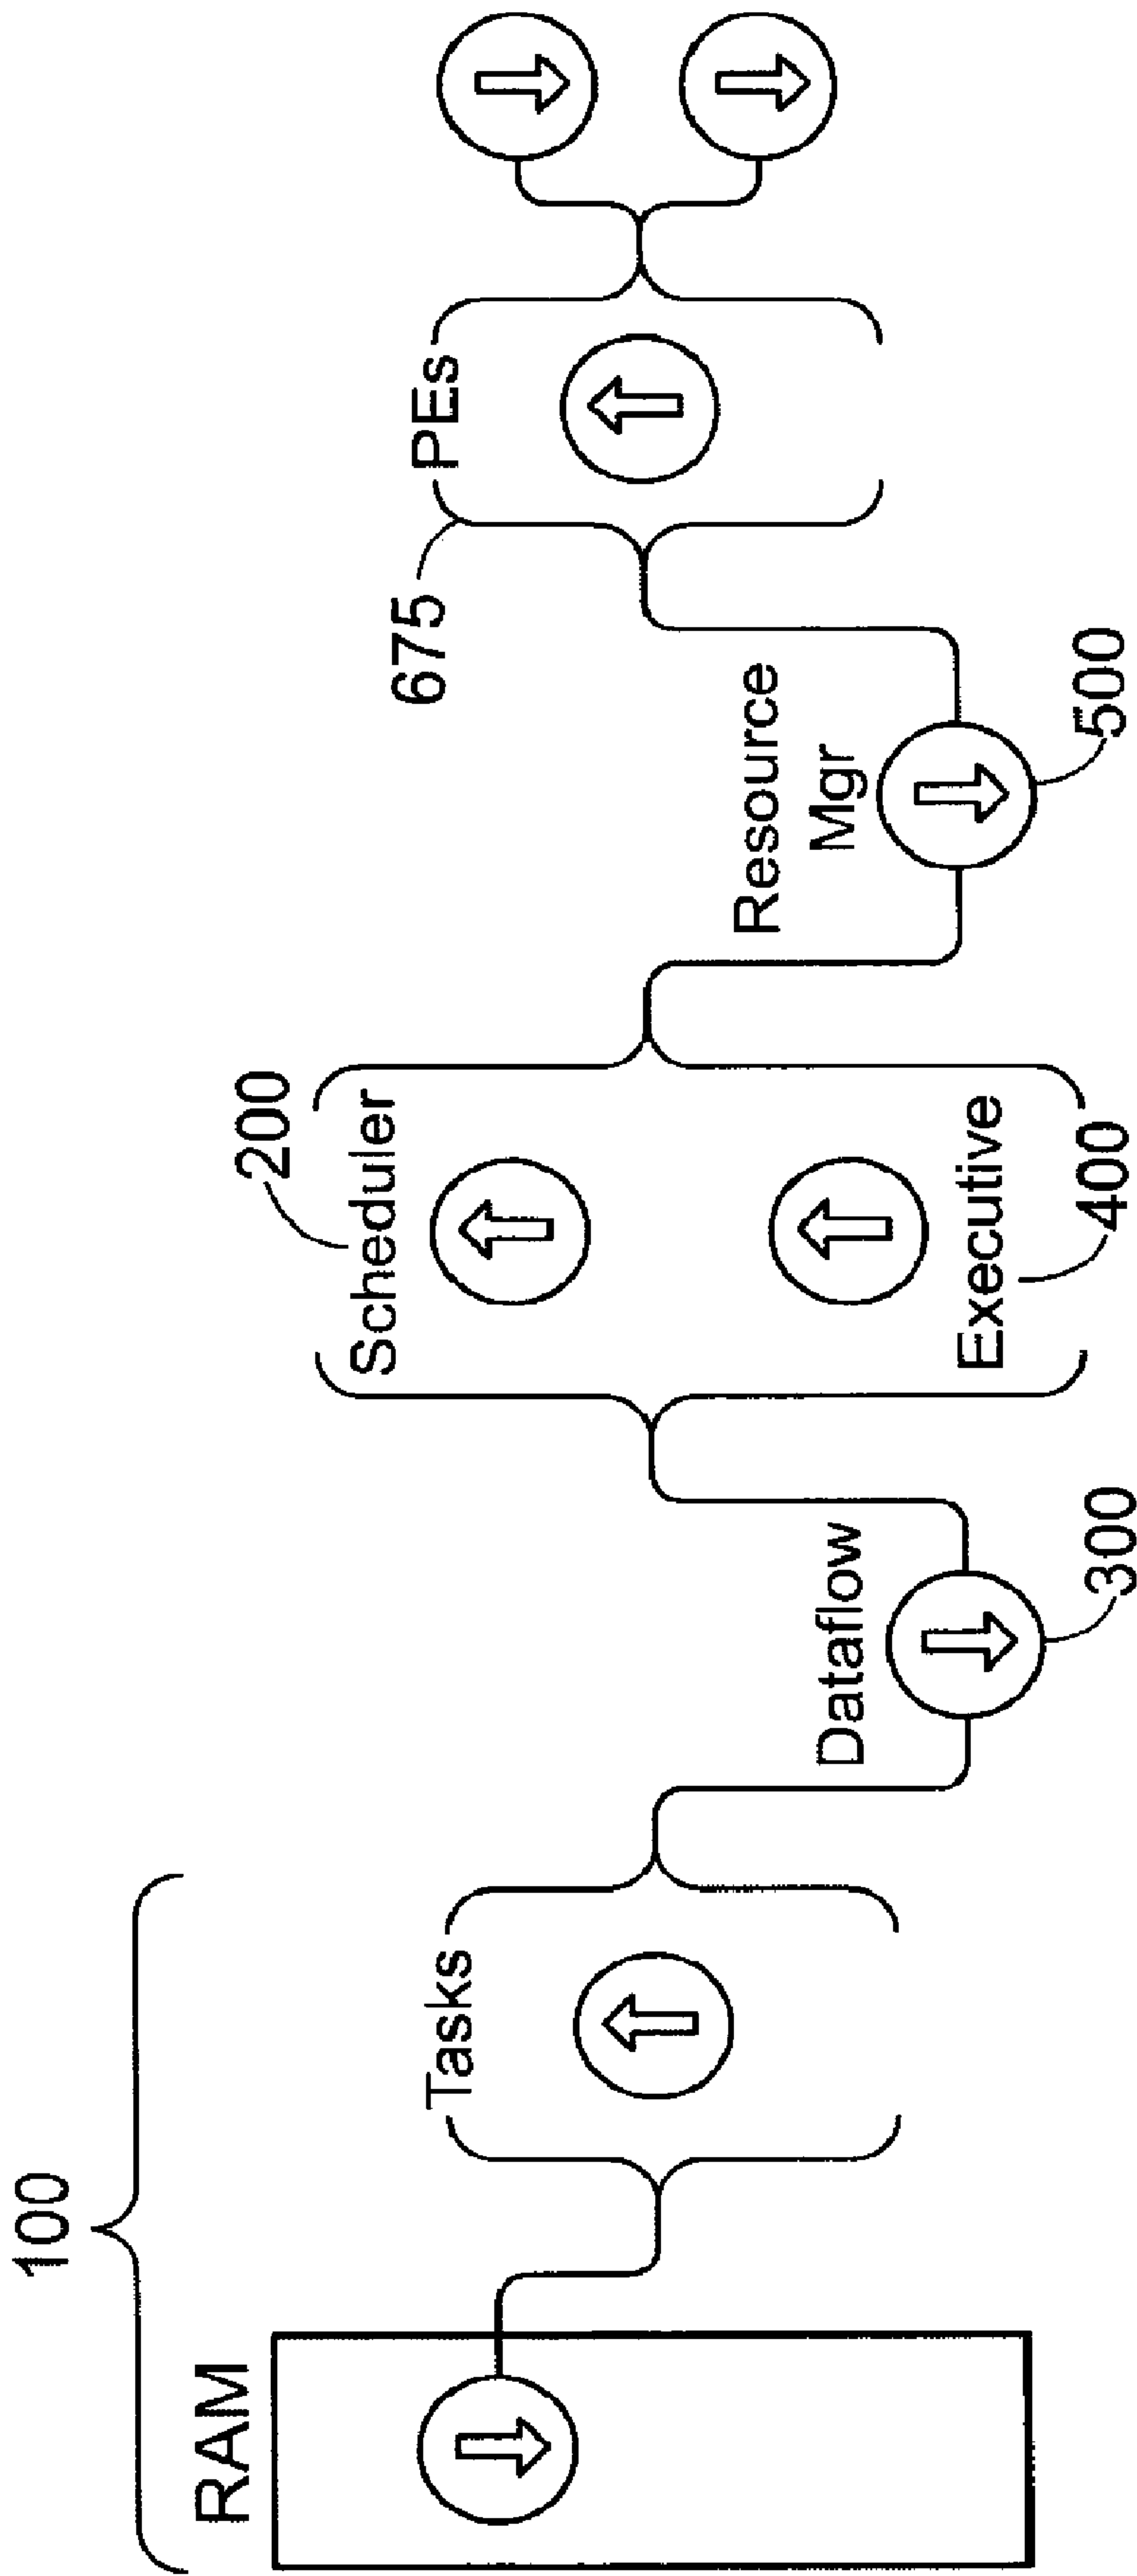 100
RAM
Tasks
Dataflow
300
200
Scheduler
Executive
400
Resource
Mgr
500
675
PEs